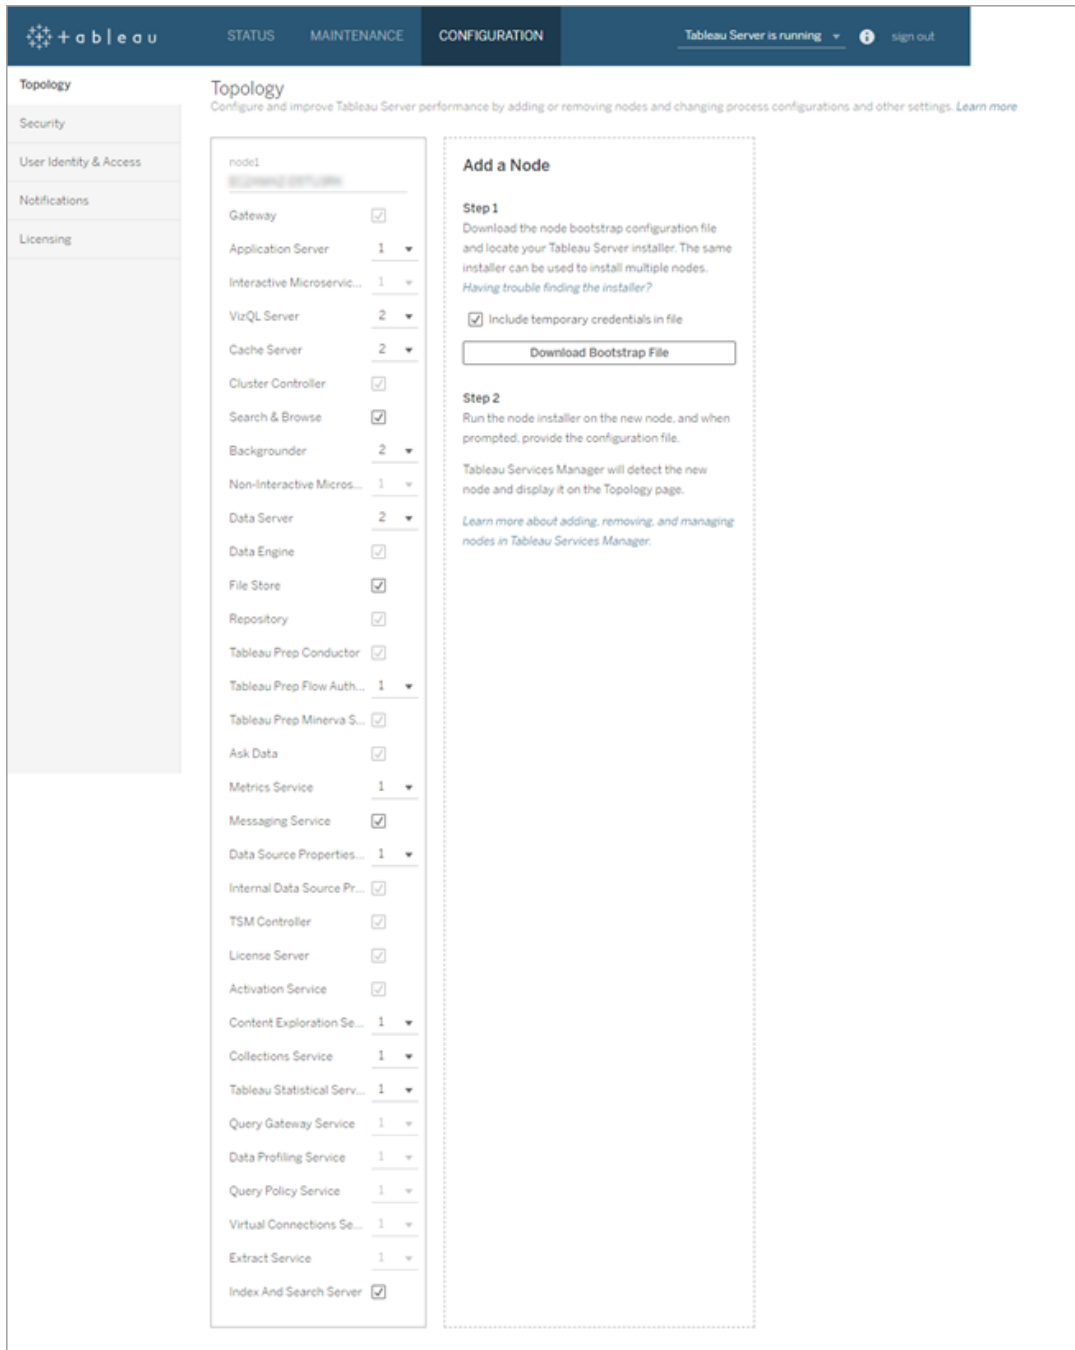 +ableau
STATUS MAINTENANCE CONFIGURATION Tableau Server is running sign out
Topology
Security
User Identity & Access
Notifications
Licensing
Topology
Configure and improve Tableau Server performance by adding or removing nodes and changing process configurations and other settings. Learn more
node1
Gateway
Application Server 1
Interactive Microservic... 1
VizQL Server 2
Cache Server 2
Cluster Controller
Search & Browse
Backgrounder 2
Non-Interactive Micros... 1
Data Server 2
Data Engine
File Store
Repository
Tableau Prep Conductor
Tableau Prep Flow Auth... 1
Tableau Prep Minerva S...
Ask Data
Metrics Service 1
Messaging Service
Data Source Properties... 1
Internal Data Source Pr...
TSM Controller
License Server
Activation Service
Content Exploration Se... 1
Collections Service 1
Tableau Statistical Serv... 1
Query Gateway Service 1
Data Profiling Service 1
Query Policy Service 1
Virtual Connections Se... 1
Extract Service 1
Index And Search Server
Add a Node
Step 1
Download the node bootstrap configuration file
and locate your Tableau Server installer. The same
installer can be used to install multiple nodes.
Having trouble finding the installer?
Include temporary credentials in file
Download Bootstrap File
Step 2
Run the node installer on the new node, and when
prompted, provide the configuration file.
Tableau Services Manager will detect the new
node and display it on the Topology page.
Learn more about adding, removing, and managing
nodes in Tableau Services Manager.